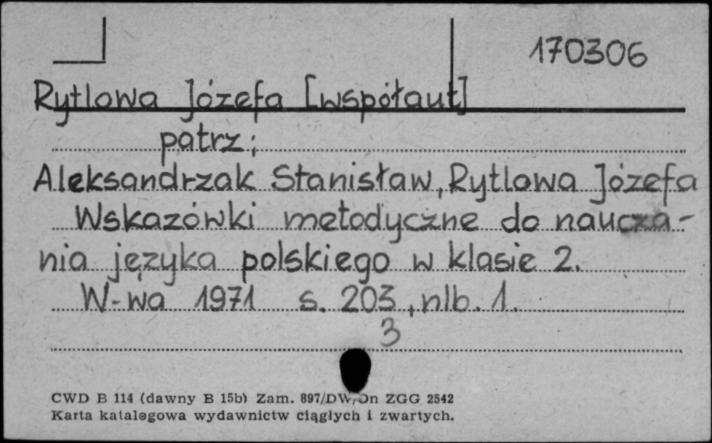 170306
Rytlowa Józefa [współaut]
patrz:
Aleksandrzak Stanisław, Rytlowa Józefa
Wskazówki metodyczne do naucza-
nia języka polskiego w klasie 2.
W-wa 1971 s. 203, nlb. 1.
3
CWD B 114 (dawny B 15b) Zam. 897/DW/Dn ZGG 2542
Karta katalogowa wydawnictw ciągłych i zwartych.